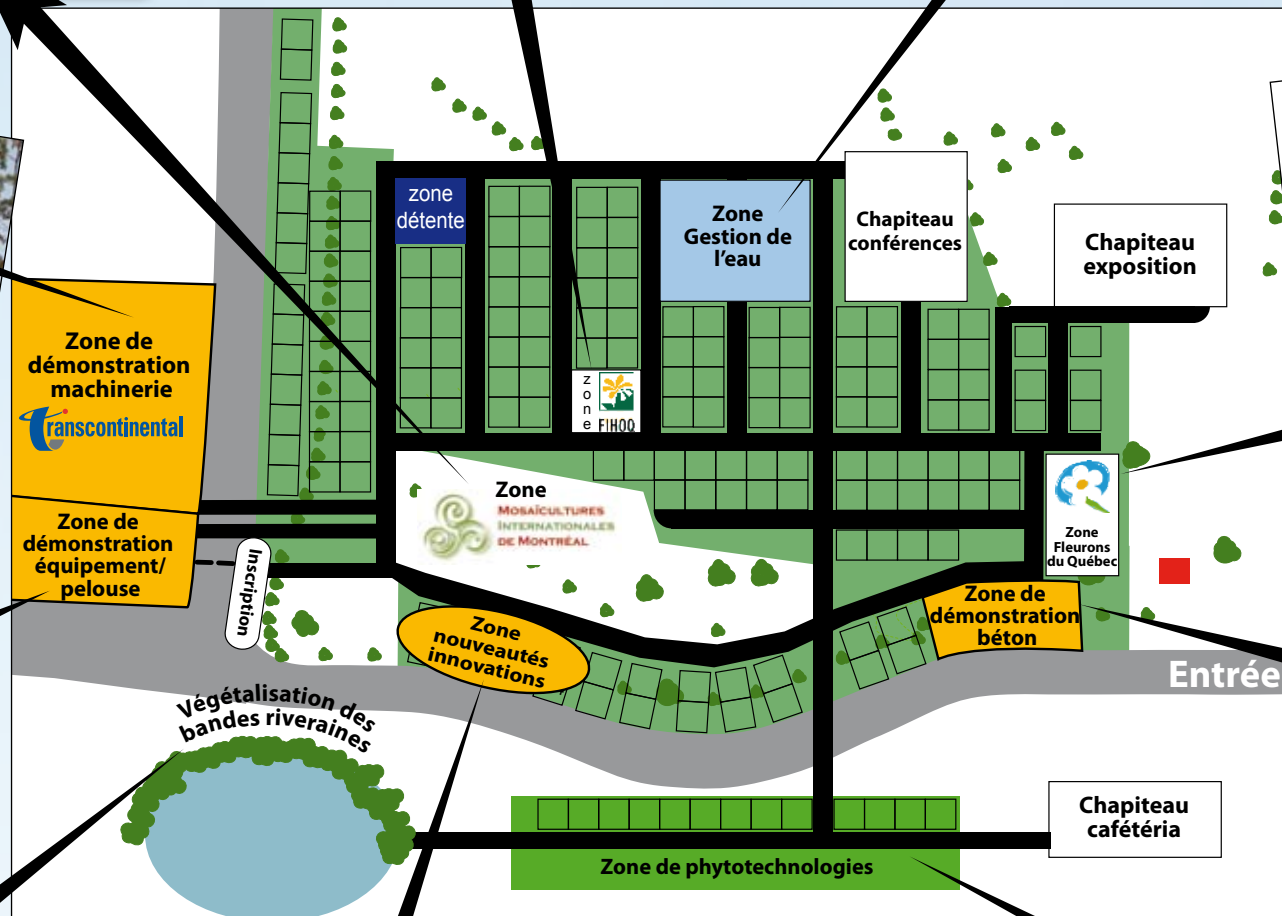 zone
détente
Zone
Gestion de
l'eau
Chapiteau
conférences
Chapiteau
exposition
Zone de
démonstration
machinerie
Transcontinental
zone
FIHOQ
Zone
MOSAÏCULTURES
INTERNATIONALES
DE MONTRÉAL
Zone
Fleurons
du Québec
Zone de
démonstration
équipement/
pelouse
Inscription
Zone de
démonstration
béton
Zone
nouveautés
innovations
Entrée
Végétalisation des
bandes riveraines
Chapiteau
cafétéria
Zone de phytotechnologies